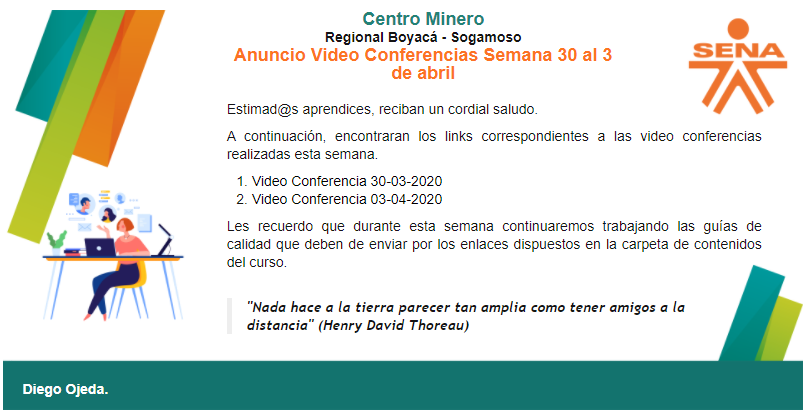 Centro Minero
Regional Boyacá - Sogamoso
Anuncio Video Conferencias Semana 30 al 3
de abril
SENA
Estimad@s aprendices, reciban un cordial saludo.
A continuación, encontraran los links correspondientes a las video conferencias
realizadas esta semana.
1. Video Conferencia 30-03-2020
2. Video Conferencia 03-04-2020
Les recuerdo que durante esta semana continuaremos trabajando las guías de
calidad que deben de enviar por los enlaces dispuestos en la carpeta de contenidos
del curso.
"Nada hace a la tierra parecer tan amplia como tener amigos a la
distancia" (Henry David Thoreau)
Diego Ojeda.